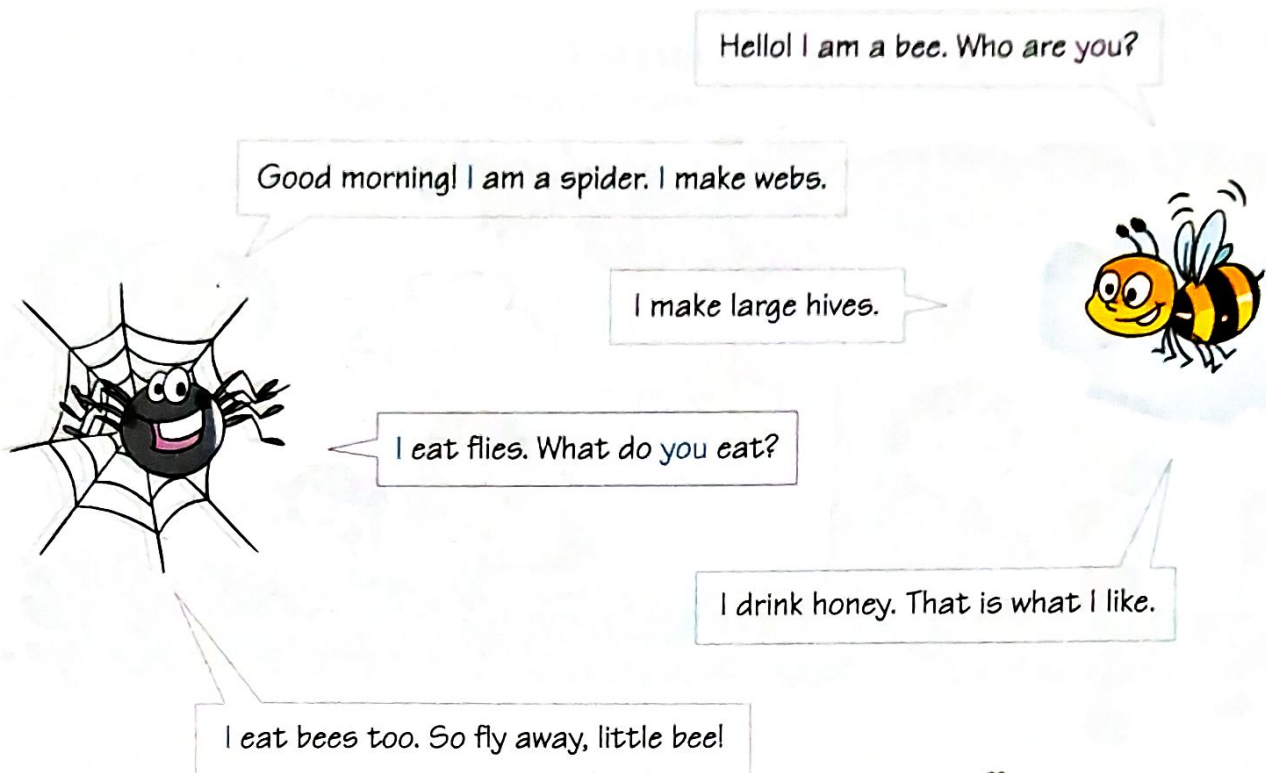 Hello! I am a bee. Who are you?
Good morning! I am a spider. I make webs.
I make large hives.
I eat flies. What do you eat?
I drink honey. That is what I like.
I eat bees too. So fly away, little bee!